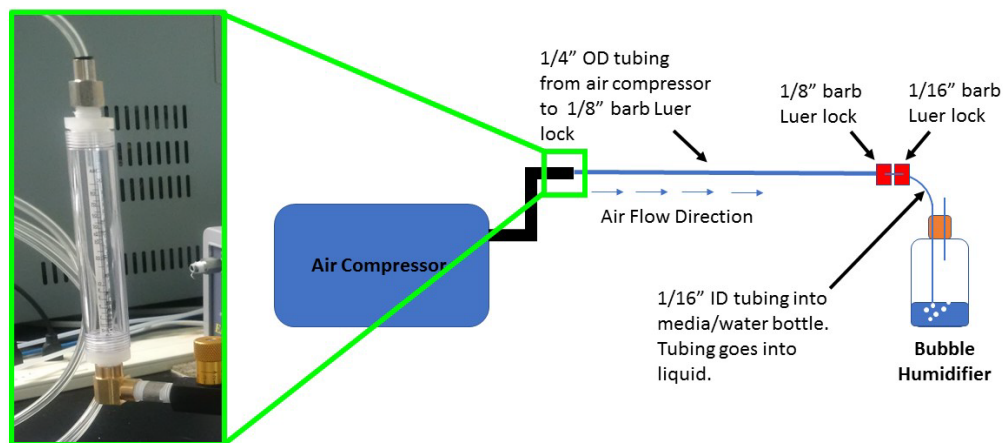 1/4” OD tubing
from air compressor
to 1/8” barb Luer
lock
1/8” barb
Luer lock
1/16” barb
Luer lock
Air Flow Direction
Air Compressor
1/16” ID tubing into
media/water bottle.
Tubing goes into
liquid.
Bubble
Humidifier